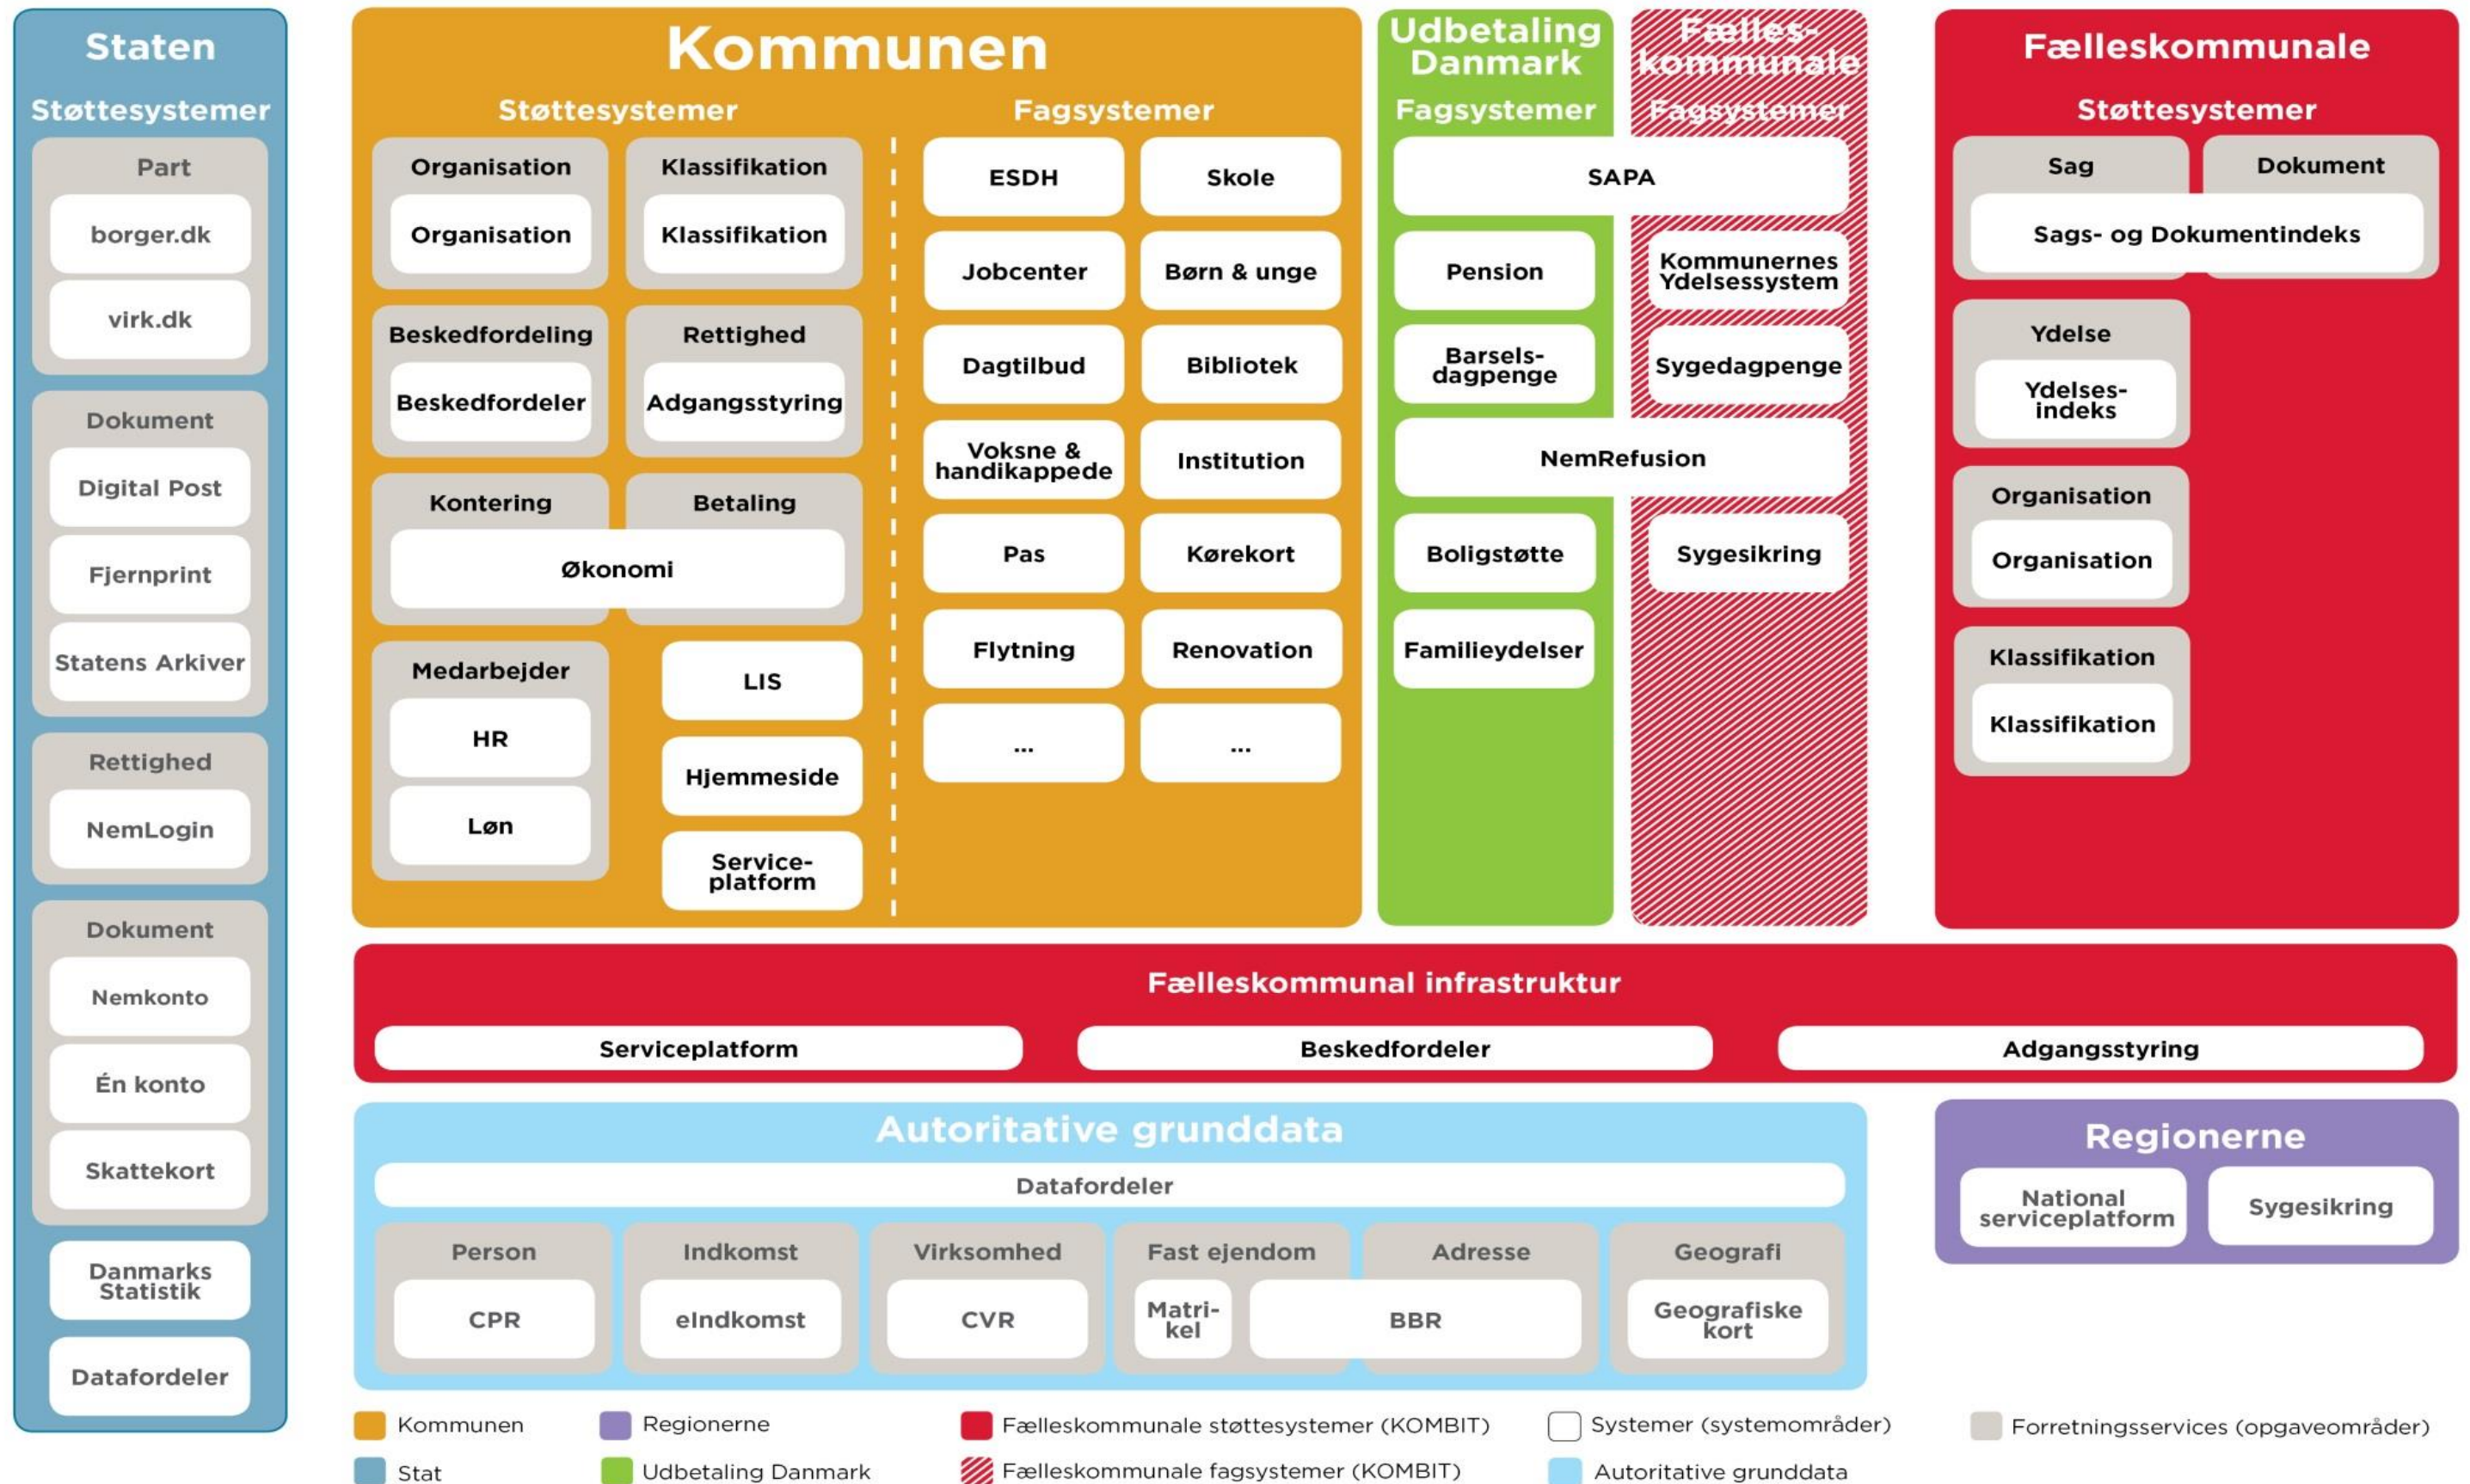 Staten
Støttesystemer
Part
borger.dk
virk.dk
Dokument
Digital Post
Fjernprint
Statens Arkiver
Rettighed
NemLogin
Dokument
Nemkonto
Én konto
Skattekort
Danmarks
Statistik
Datafordeler
Kommunen
Støttesystemer
Organisation
Organisation
Klassifikation
Klassifikation
Beskedfordeling
Beskedfordeler
Rettighed
Adgangsstyring
Kontering
Betaling
Økonomi
Medarbejder
HR
Løn
LIS
Hjemmeside
Service-
platform
Fagsystemer
ESDH
Skole
Jobcenter
Børn & unge
Dagtilbud
Bibliotek
Voksne &
handikappede
Institution
Pas
Kørekort
Flytning
Renovation
...
...
Udbetaling
Danmark
Fagsystemer
Fælles-
kommunale
Fagsystemer
SAPA
Pension
Kommunernes
Ydelsessystem
Barsels-
dagpenge
Sygedagpenge
NemRefusion
Boligstøtte
Sygesikring
Familieydelser
Fælleskommunale
Støttesystemer
Sag
Dokument
Sags- og Dokumentindeks
Ydelse
Ydelses-
indeks
Organisation
Organisation
Klassifikation
Klassifikation
Fælleskommunal infrastruktur
Serviceplatform
Beskedfordeler
Adgangsstyring
Autoritative grunddata
Datafordeler
Person
CPR
Indkomst
eIndkomst
Virksomhed
CVR
Fast ejendom
Matri-
kel
Adresse
BBR
Geografi
Geografiske
kort
Regionerne
National
serviceplatform
Sygesikring
Kommunen
Regionerne
Fælleskommunale støttesystemer (KOMBIT)
Systemer (systemområder)
Forretningsservices (opgaveområder)
Stat
Udbetaling Danmark
Fælleskommunale fagsystemer (KOMBIT)
Autoritative grunddata